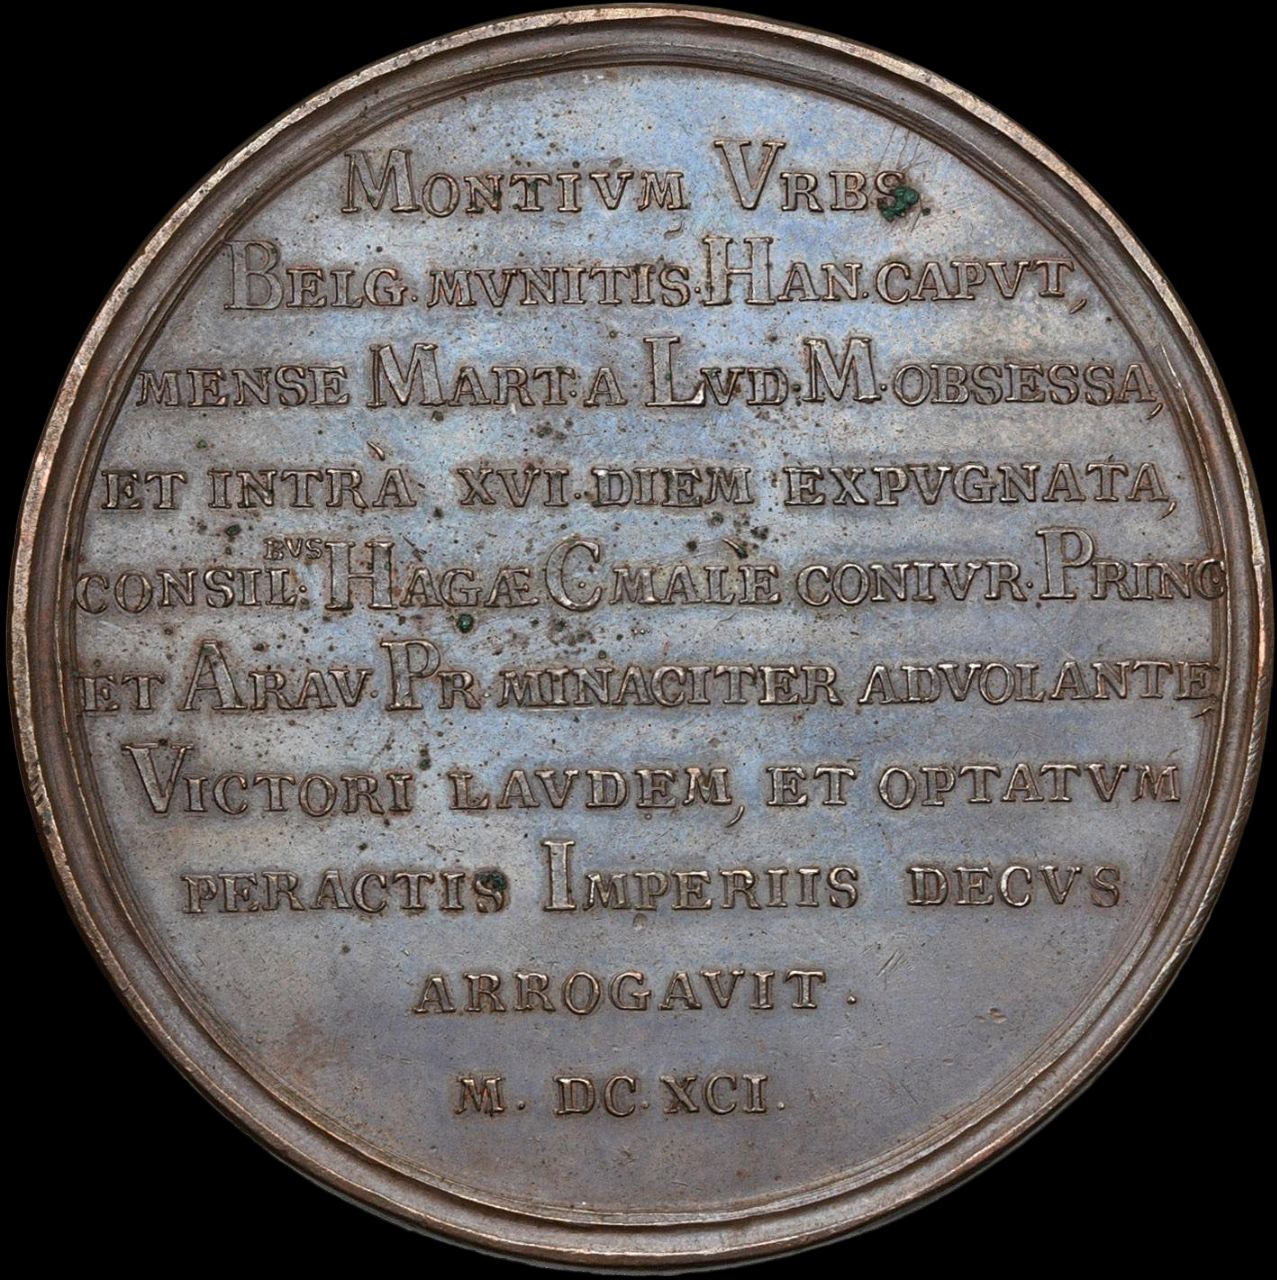 MONTIVM VRBS
BELG. MVNITIS. HAN. CAPVT,
MENSE MART. A LVD. M. OBSESSA,
ET INTRÀ XVI. DIEM EXPVGNATA,
CONSIL.BVS HAGÆ C. MALE CONIVR. PRINC
ET ARAV. PR. MINACITER ADVOLANTE,
VICTORI LAVDEM, ET OPTATVM
PERACTIS IMPERIIS DECVS
ARROGAVIT.
M. DC. XCI.